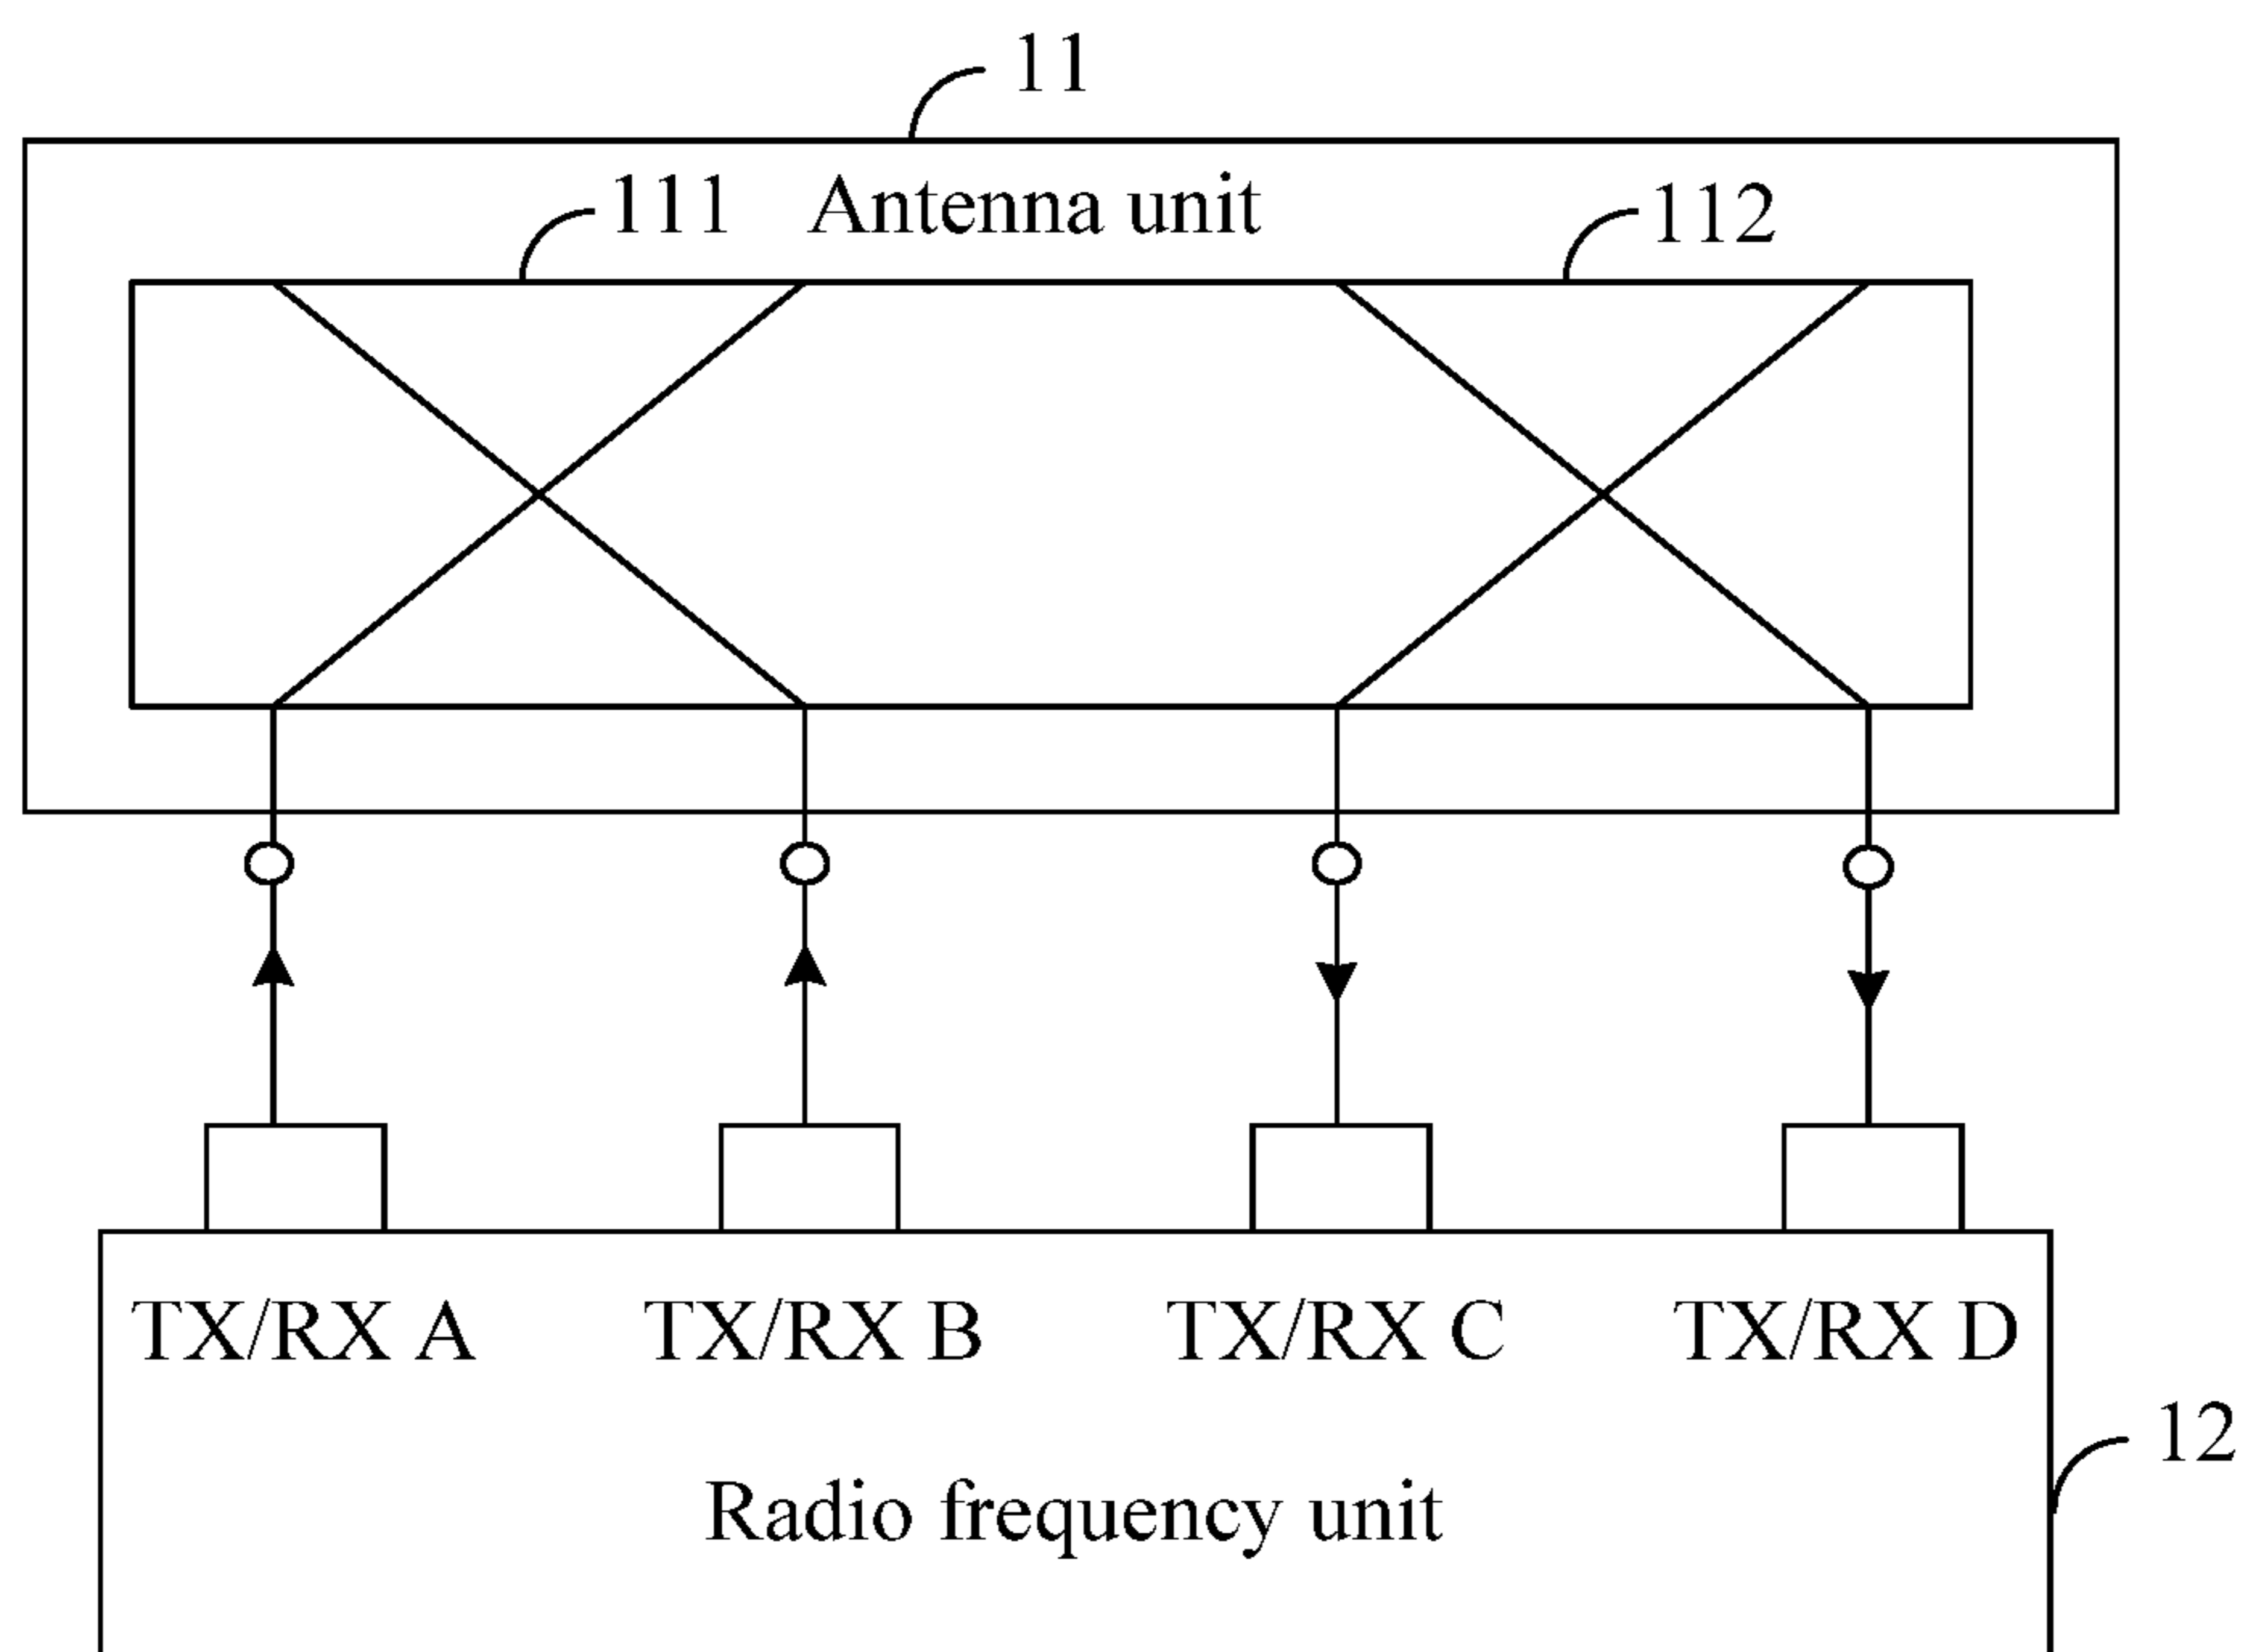 11
111 Antenna unit 112
TX/RX A TX/RX B TX/RX C TX/RX D
12
Radio frequency unit